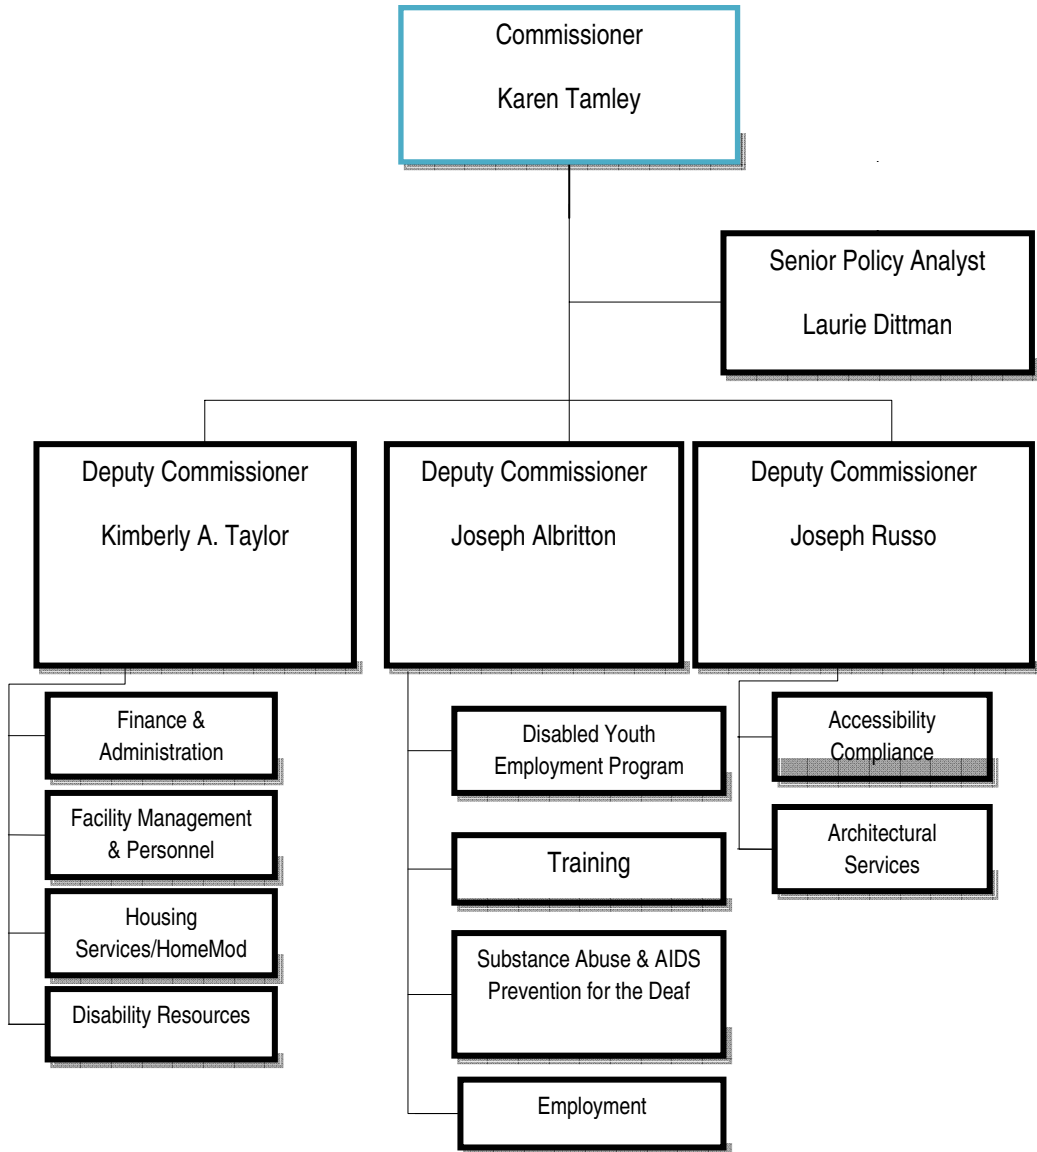 Commissioner
Karen Tamley
Senior Policy Analyst
Laurie Dittman
Deputy Commissioner
Kimberly A. Taylor
Deputy Commissioner
Joseph Albritton
Deputy Commissioner
Joseph Russo
Finance &
Administration
Facility Management
& Personnel
Housing
Services/HomeMod
Disability Resources
Disabled Youth
Employment Program
Training
Substance Abuse & AIDS
Prevention for the Deaf
Employment
Accessibility
Compliance
Architectural
Services